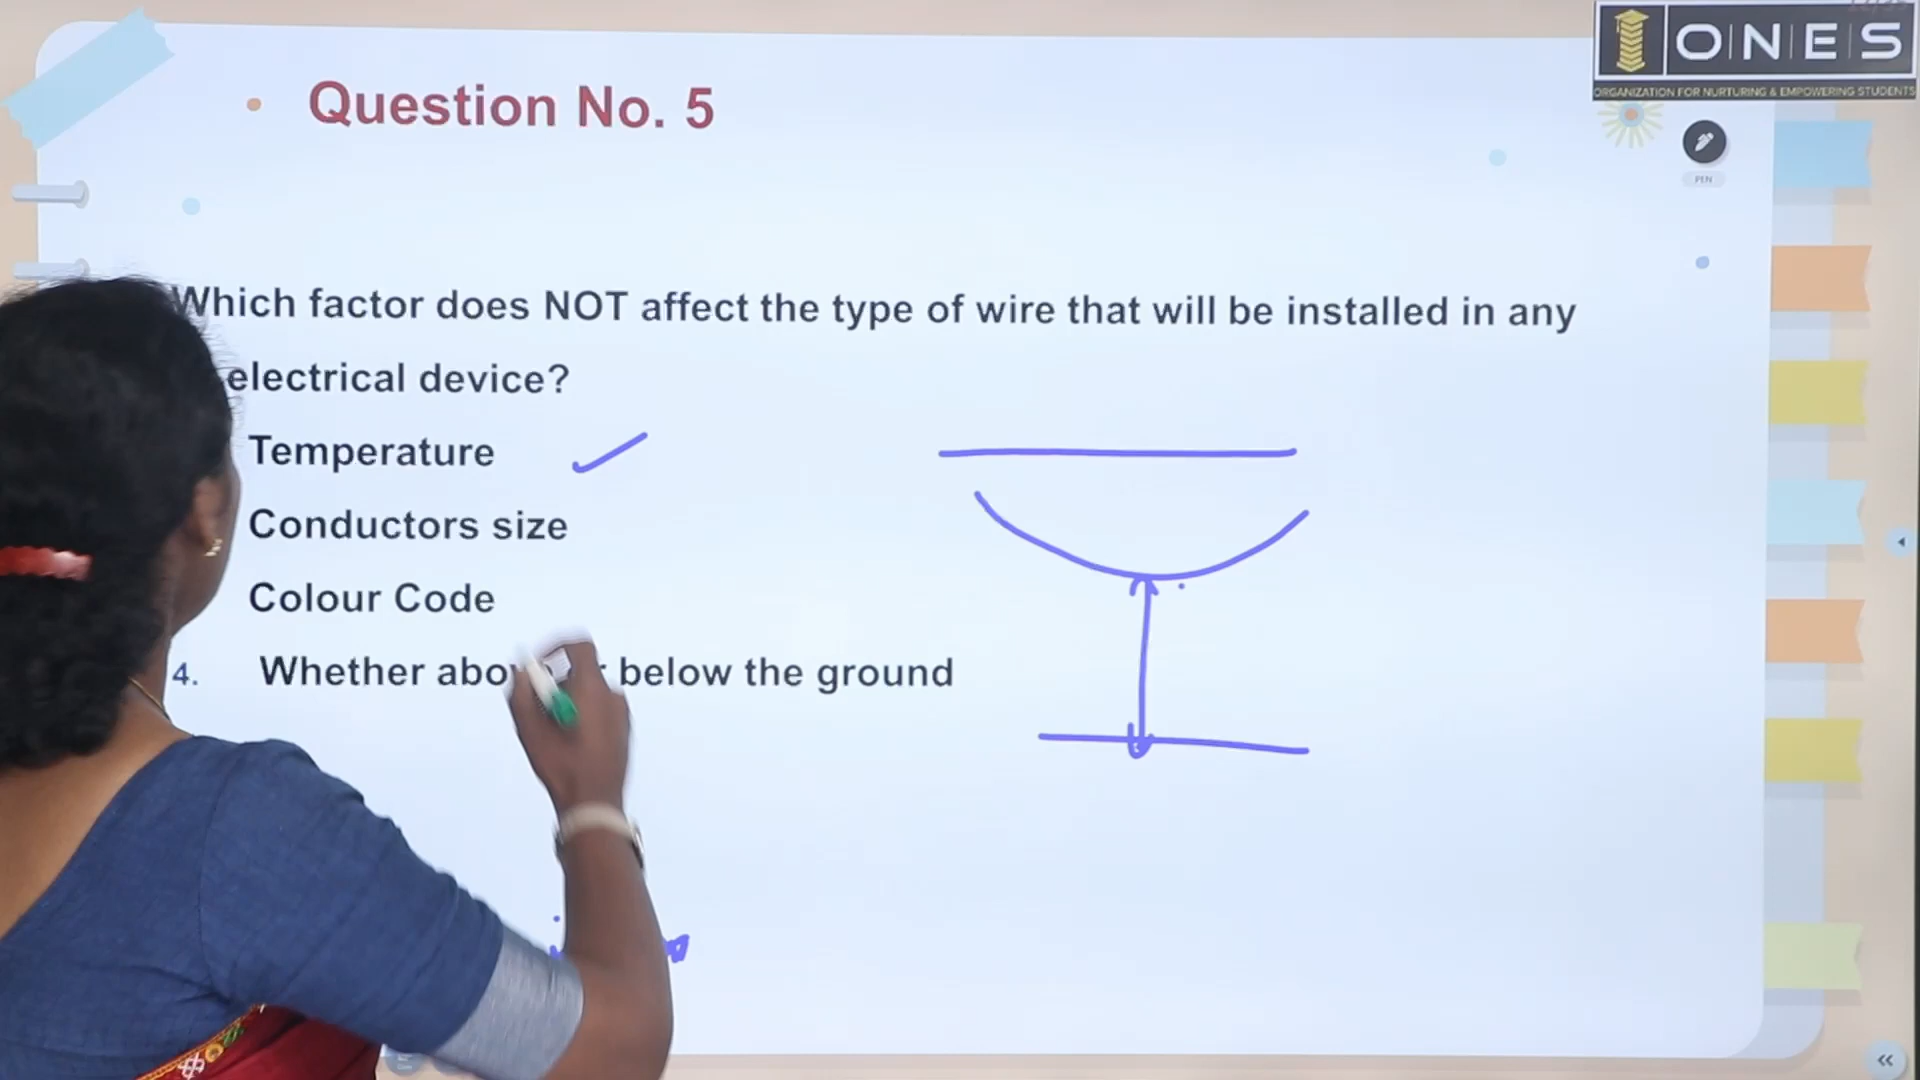 ONES
ORGANIZATION FOR NURTURING & EMPOWERING STUDENTS
• Question No. 5
PEN
Which factor does NOT affect the type of wire that will be installed in any
electrical device?
Temperature
Conductors size
Colour Code
4. Whether below the ground